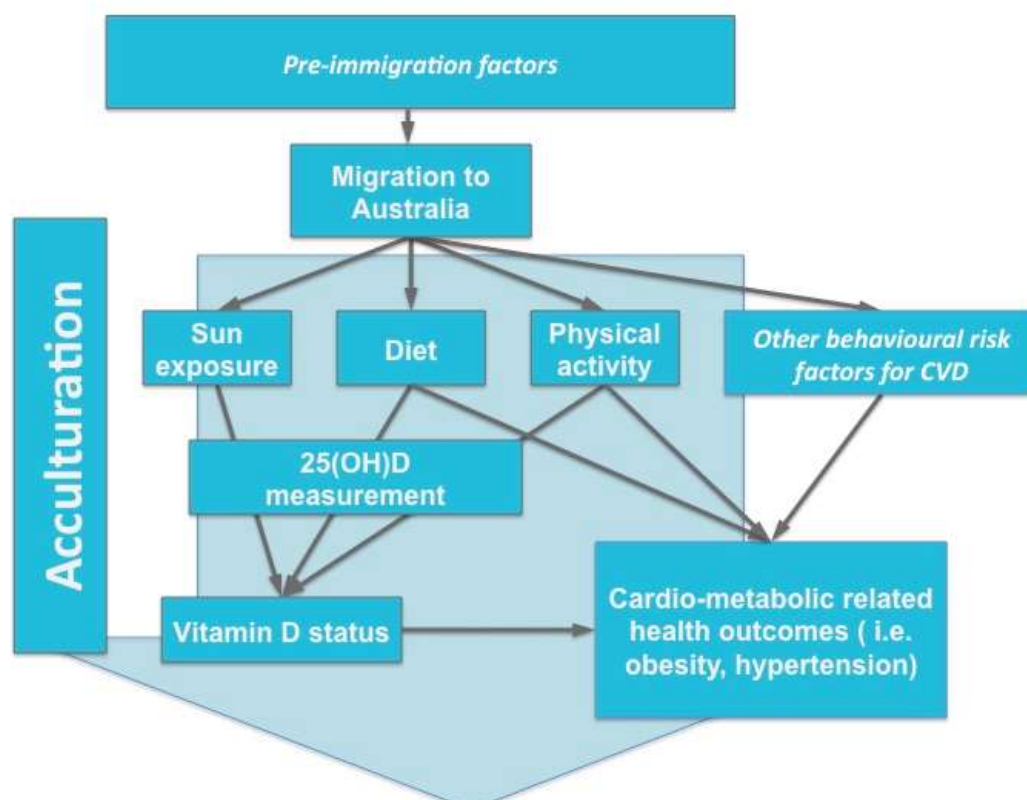 Pre-immigration factors
Migration to
Australia
Acculturation
Sun
exposure
Diet
Physical
activity
Other behavioural risk
factors for CVD
25(OH)D
measurement
Vitamin D status
Cardio-metabolic related
health outcomes ( i.e.
obesity, hypertension)